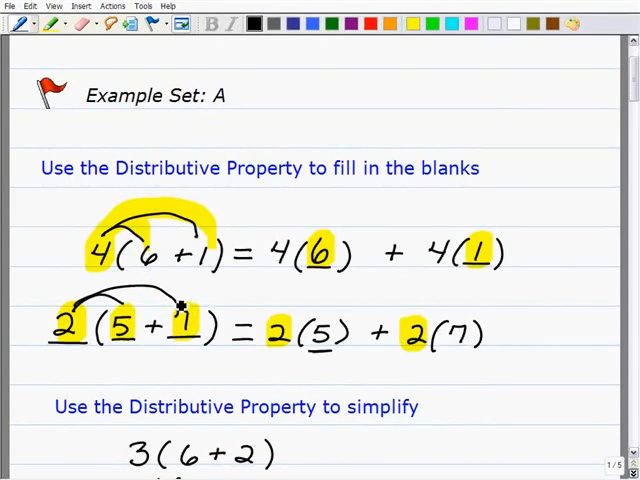 File Edit View Insert Actions Tools Help
B I U
Example Set: A
Use the Distributive Property to fill in the blanks
4(6+1) = 4(6) + 4(1)
2(5+7) = 2(5) + 2(7)
Use the Distributive Property to simplify
3(6+2)
1/5